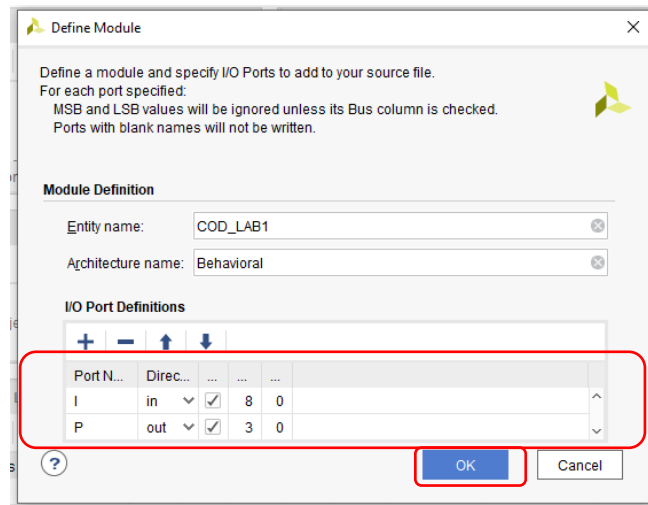 Define Module
Define a module and specify I/O Ports to add to your source file.
For each port specified:
MSB and LSB values will be ignored unless its Bus column is checked.
Ports with blank names will not be written.
Module Definition
Entity name: COD_LAB1
Architecture name: Behavioral
I/O Port Definitions
Port N... Direc... ... ... ...
I in 8 0
P out 3 0
? OK Cancel